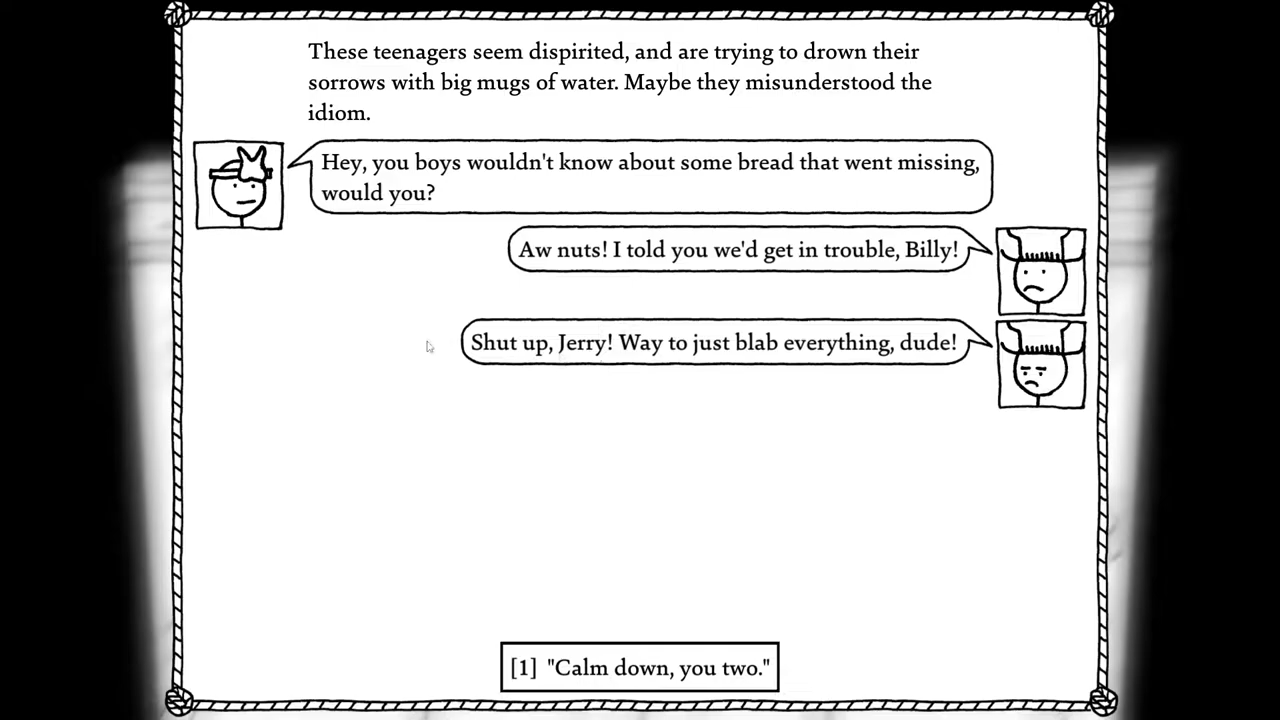 These teenagers seem dispirited, and are trying to drown their
sorrows with big mugs of water. Maybe they misunderstood the
idiom.
Hey, you boys wouldn't know about some bread that went missing,
would you?
Aw nuts! I told you we'd get in trouble, Billy!
Shut up, Jerry! Way to just blab everything, dude!
[1] "Calm down, you two."